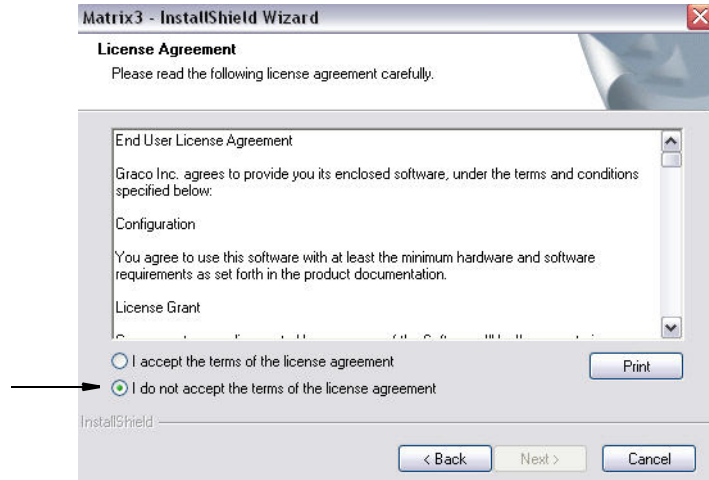 Matrix3 - InstallShield Wizard
License Agreement
Please read the following license agreement carefully.
End User License Agreement
Graco Inc. agrees to provide you its enclosed software, under the terms and conditions
specified below:
Configuration
You agree to use this software with at least the minimum hardware and software
requirements as set forth in the product documentation.
License Grant
I accept the terms of the license agreement
Print
I do not accept the terms of the license agreement
InstallShield
< Back
Next >
Cancel